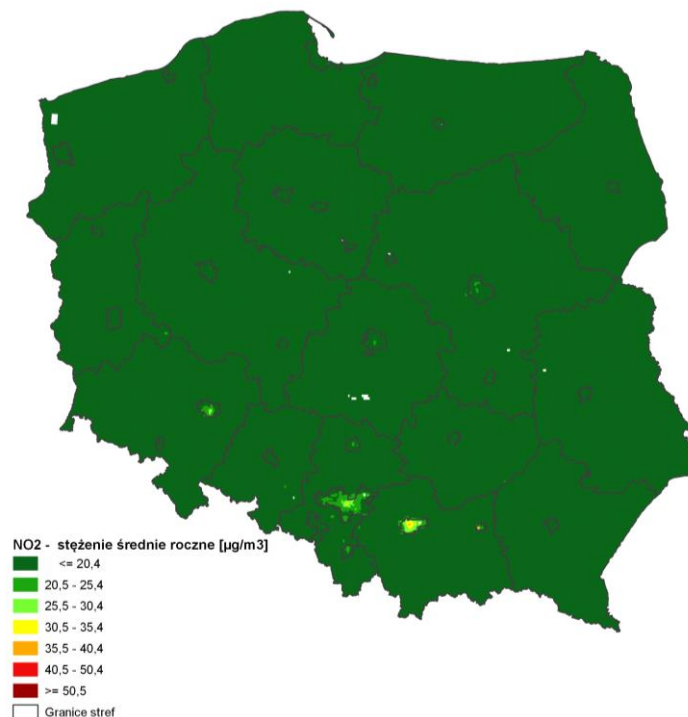 NO2 - stężenie średnie roczne [µg/m3]
<= 20,4
20,5 - 25,4
25,5 - 30,4
30,5 - 35,4
35,5 - 40,4
40,5 - 50,4
>= 50,5
Granice stref